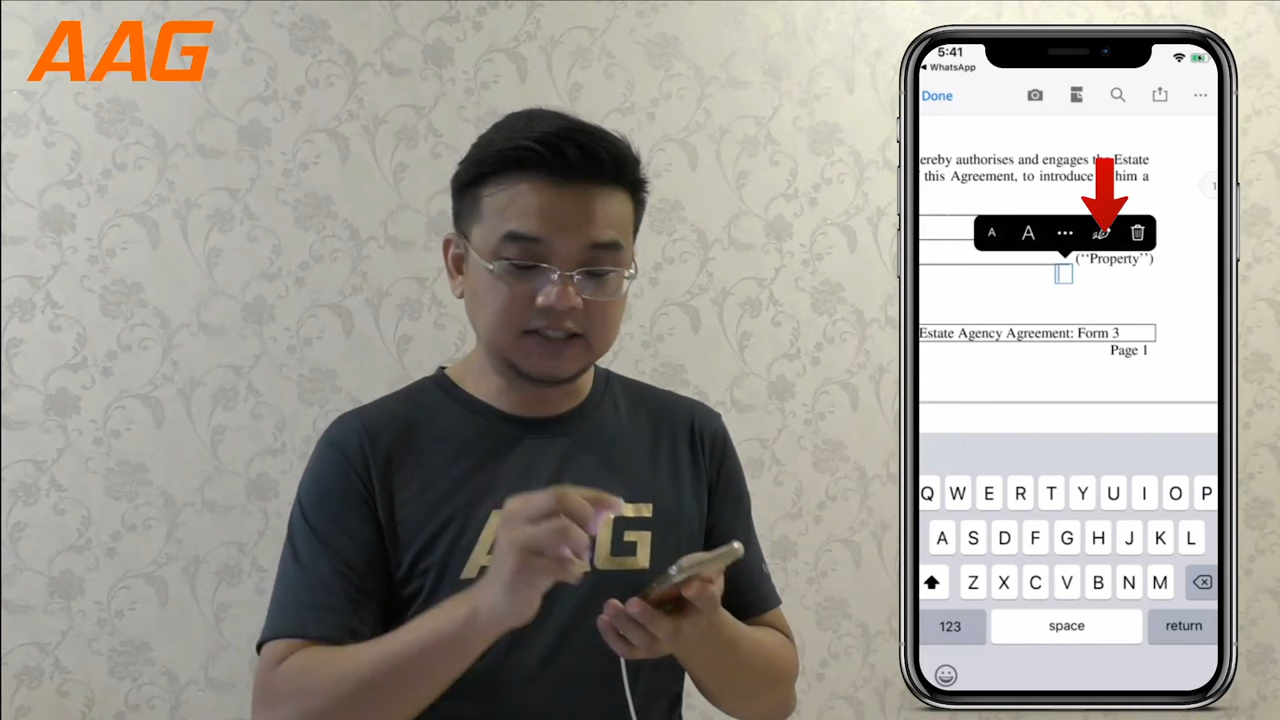 AAG
AAG
5:41
WhatsApp
Done
ereby authorises and engages the Estate
this Agreement, to introduce him a
A A
(‘‘Property’’)
Estate Agency Agreement: Form 3
Page 1
Q W E R T Y U I O P
A S D F G H J K L
Z X C V B N M
123 space return